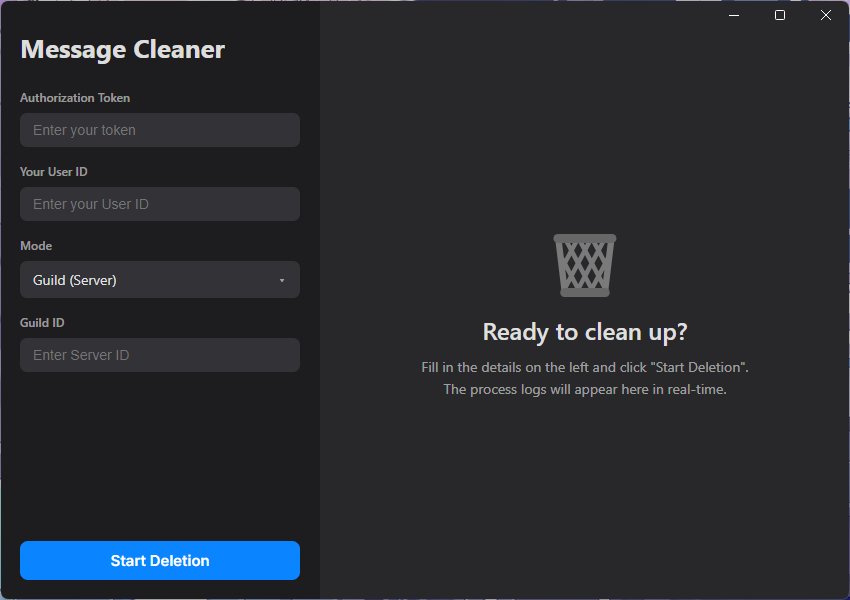 Message Cleaner
Authorization Token
Enter your token
Your User ID
Enter your User ID
Mode
Guild (Server)
Guild ID
Enter Server ID
Start Deletion
Ready to clean up?
Fill in the details on the left and click "Start Deletion".
The process logs will appear here in real-time.